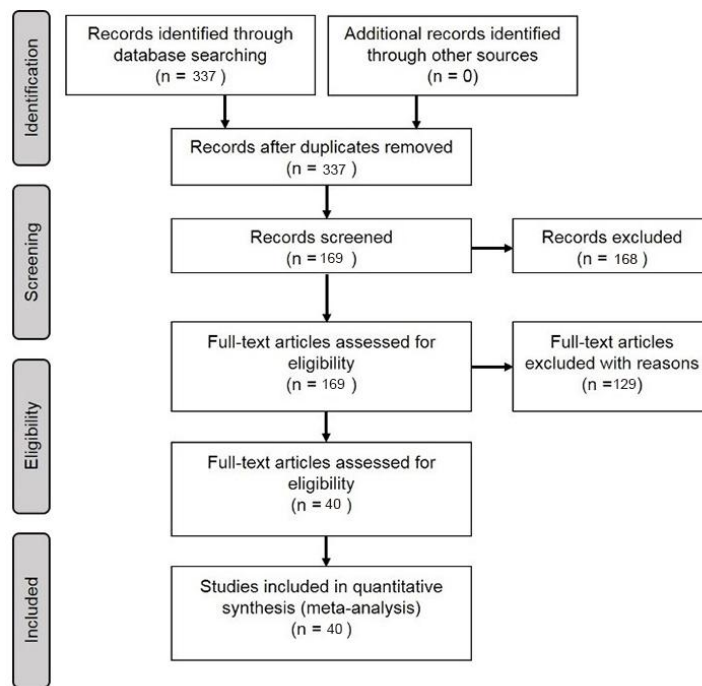 Identification
Records identified through
database searching
(n = 337)
Additional records identified
through other sources
(n = 0)
Records after duplicates removed
(n = 337 )
Screening
Records screened
(n = 169 )
Records excluded
(n = 168 )
Eligibility
Full-text articles assessed for
eligibility
(n = 169 )
Full-text articles
excluded with reasons
(n =129)
Full-text articles assessed for
eligibility
(n = 40 )
Included
Studies included in quantitative
synthesis (meta-analysis)
(n = 40 )